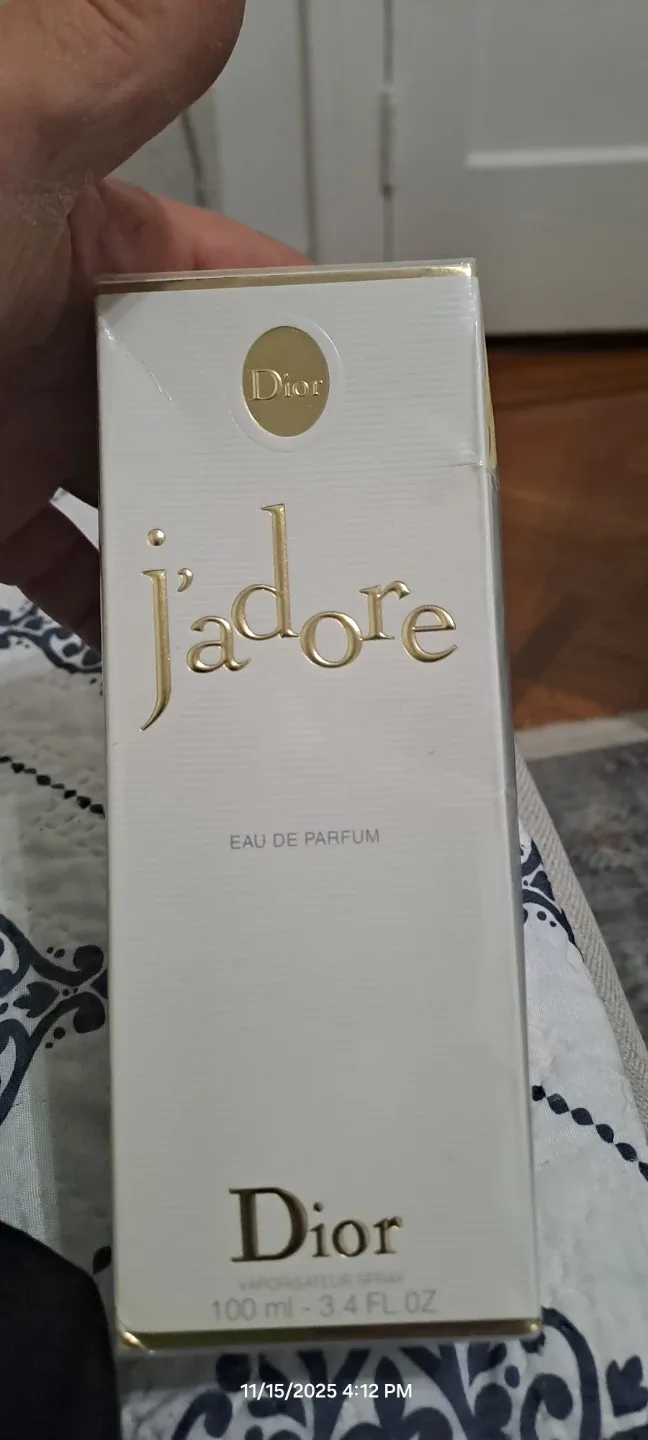 Dior
j'adore
EAU DE PARFUM
Dior
VAPORISATEUR SPRAY
100 ml - 3.4 FL.OZ
11/15/2025 4:12 PM